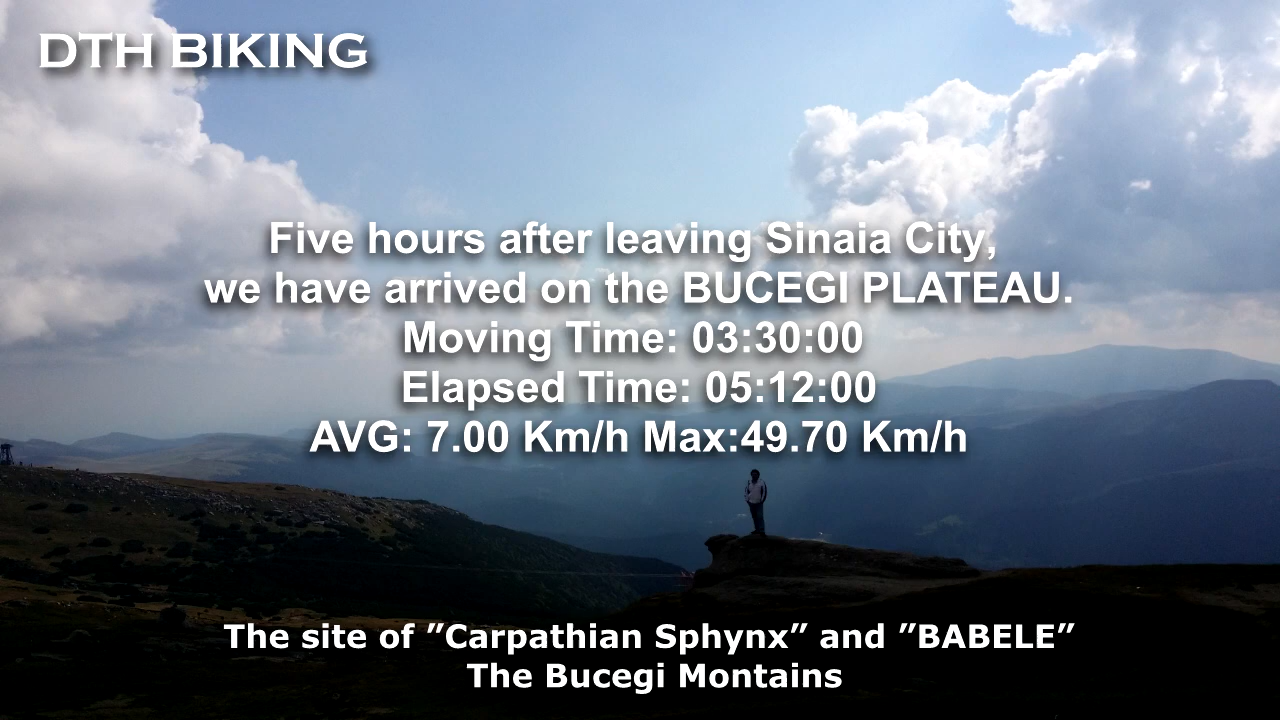 DTH BIKING
Five hours after leaving Sinaia City,
we have arrived on the BUCEGI PLATEAU.
Moving Time: 03:30:00
Elapsed Time: 05:12:00
AVG: 7.00 Km/h Max:49.70 Km/h
The site of ”Carpathian Sphynx” and ”BABELE”
The Bucegi Montains